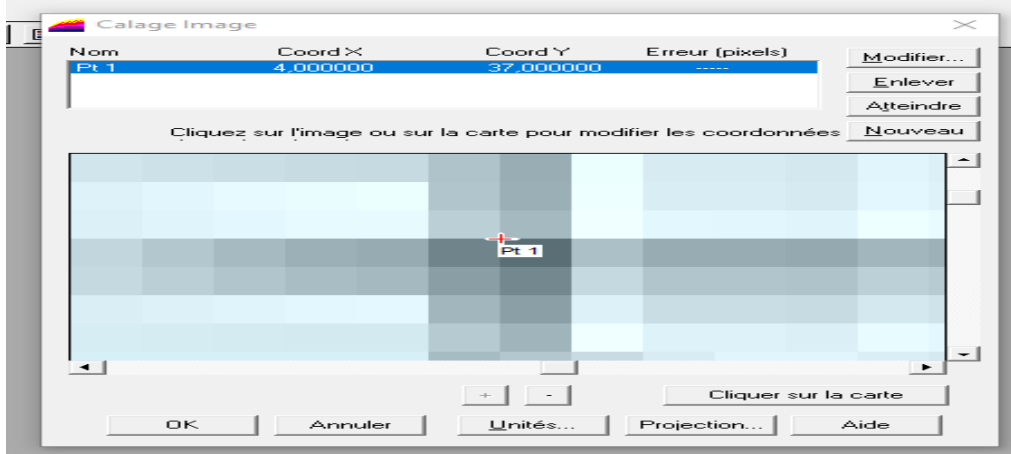 Calage Image
Nom Coord X Coord Y Erreur (pixels)
Pt 1 4,000000 37,000000 -----
Modifier...
Enlever
Atteindre
Nouveau
Cliquez sur l'image ou sur la carte pour modifier les coordonnées
Pt 1
+ -
Cliquer sur la carte
OK Annuler Unités... Projection... Aide